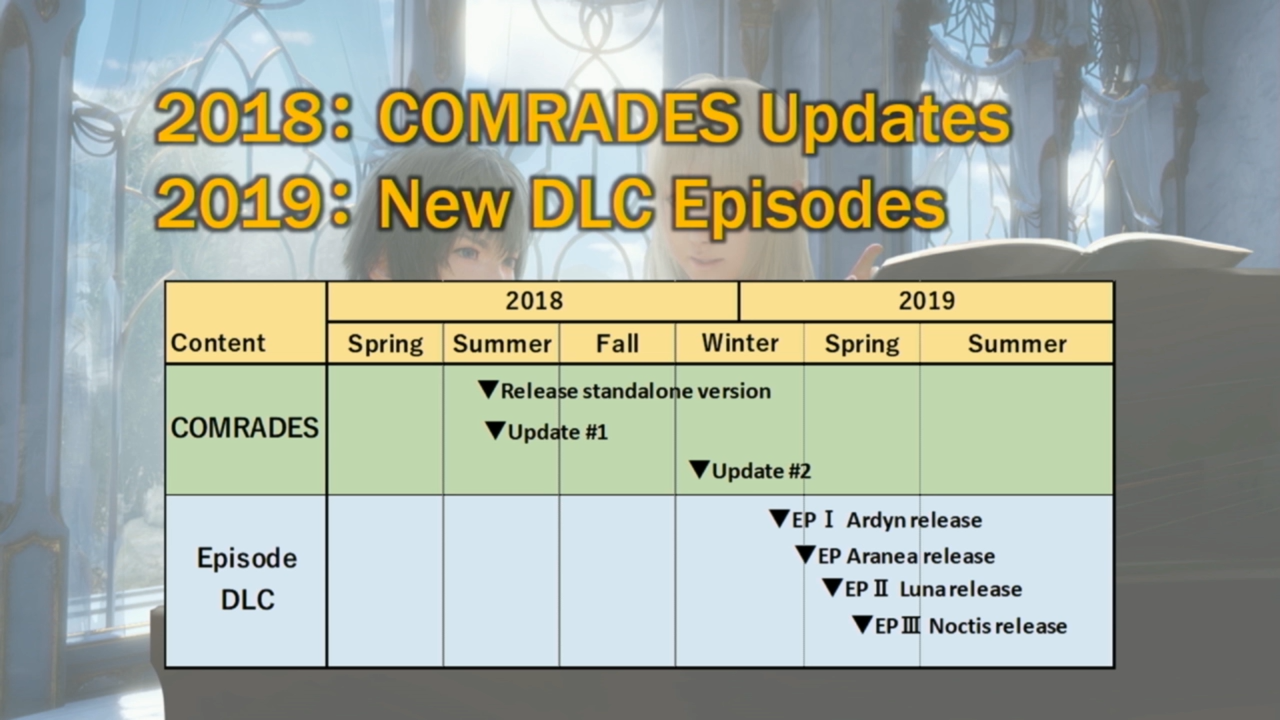 2018: COMRADES Updates
2019: New DLC Episodes
Content
2018
2019
Spring
Summer
Fall
Winter
Spring
Summer
COMRADES
▼Release standalone version
▼Update #1
▼Update #2
Episode
DLC
▼EP Ⅰ Ardyn release
▼EP Aranea release
▼EP Ⅱ Luna release
▼EP Ⅲ Noctis release